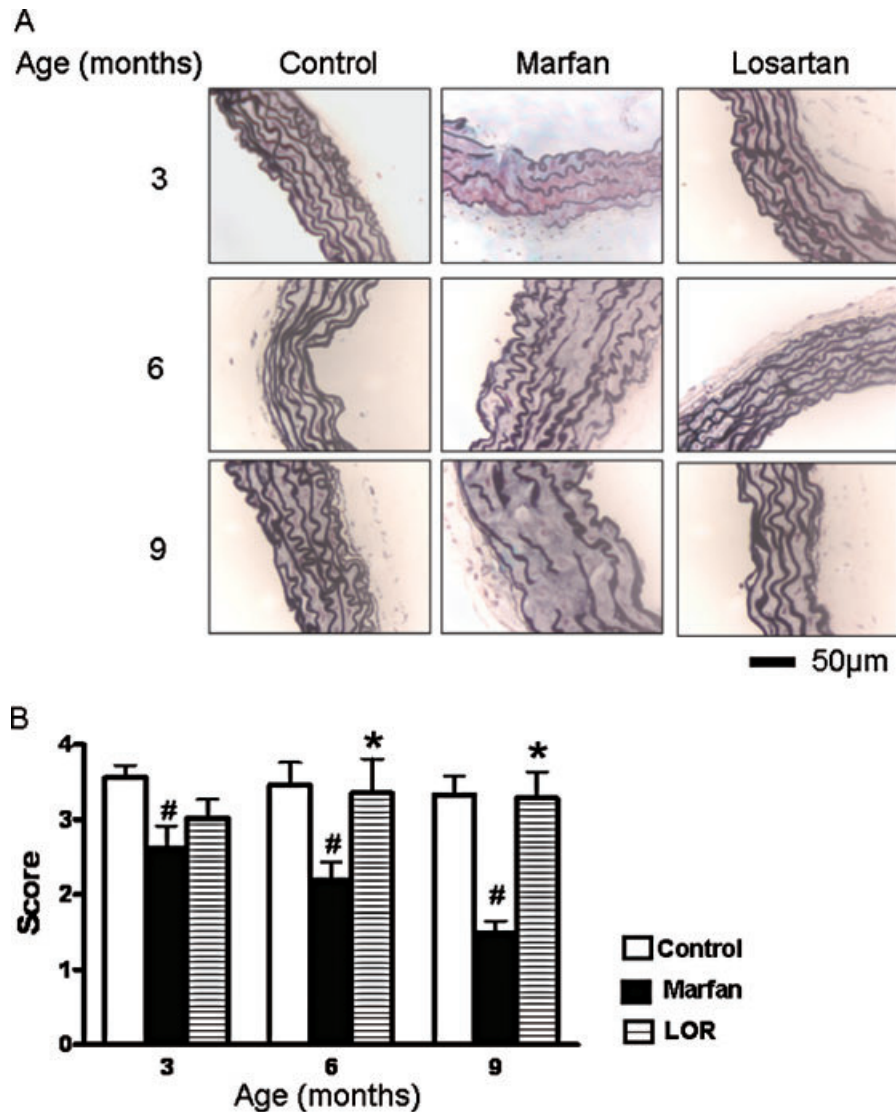 A
Age (months) Control Marfan Losartan
3
6
9
50µm
B
4
3
2
1
0
Score
#
#
*
#
*
3 6 9
Age (months)
Control
Marfan
LOR